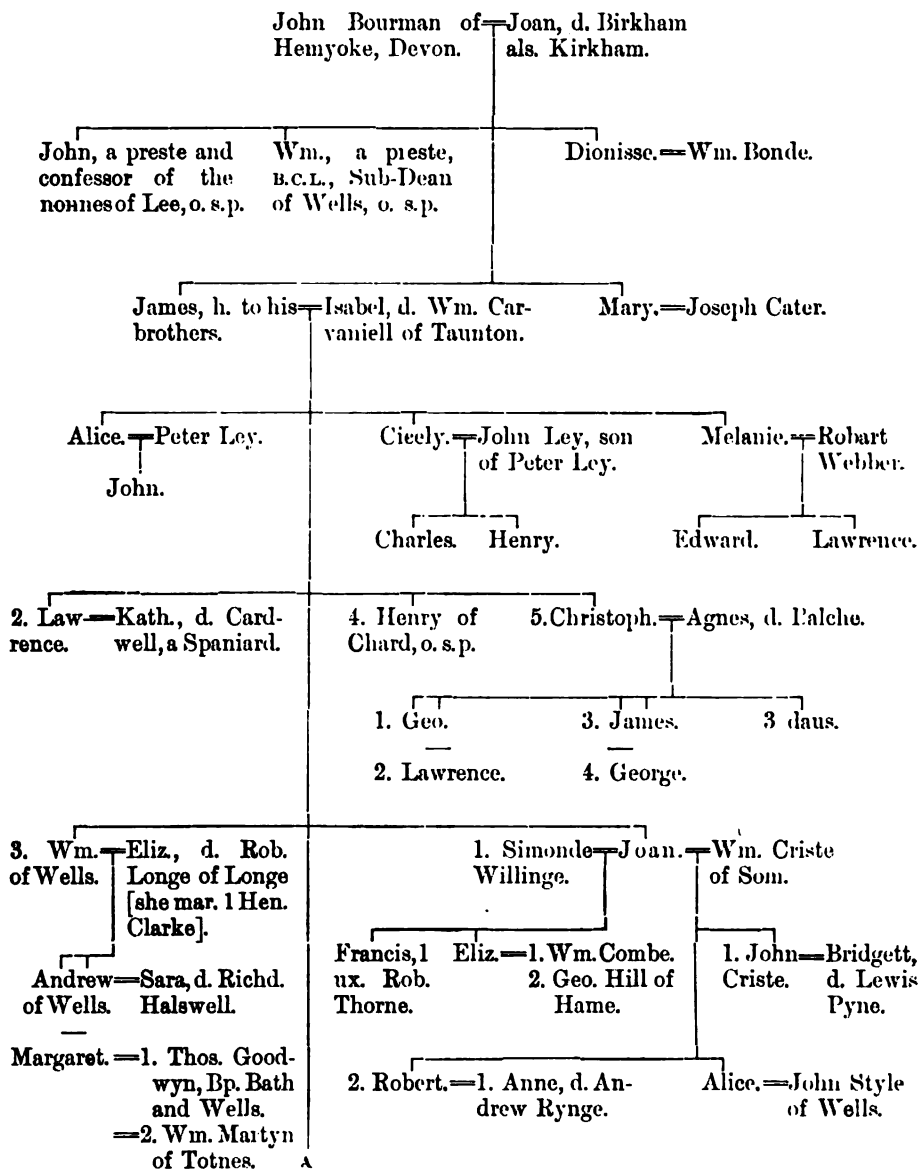 John Bourman of Joan, d. Birkham
Hemyoke, Devon. als. Kirkham.
John, a preste and Wm., a preste, Dionisse. Wm. Bonde.
confessor of the B.C.L., Sub-Dean
nonnes of Lee, o. s.p. of Wells, o. s.p.
James, h. to his Isabel, d. Wm. Car- Mary. Joseph Cater.
brothers. vaniell of Taunton.
Alice. Peter Ley. Cicely. John Ley, son Melanie. Robart
of Peter Ley. Webber.
John.
Charles. Henry. Edward. Lawrence.
2. Law- Kath., d. Card- 4. Henry of 5. Christoph. Agnes, d. Palche.
rence. well, a Spaniard. Chard, o. s.p.
1. Geo. 3. James. 3 daus.
2. Lawrence. 4. George.
3. Wm. Eliz., d. Rob. 1. Simonde Joan. Wm. Criste
of Wells. Longe of Longe Willinge. of Som.
[she mar. 1 Hen.
Clarke].
Francis, 1 Eliz. 1. Wm. Combe. 1. John Bridgett,
Andrew Sara, d. Richd. ux. Rob. 2. Geo. Hill of Criste. d. Lewis
of Wells. Halswell. Thorne. Hame. Pyne.
Margaret. 1. Thos. Good-
wyn, Bp. Bath 2. Robert. 1. Anne, d. An- Alice. John Style
and Wells. drew Rynge. of Wells.
2. Wm. Martyn
of Totnes. A